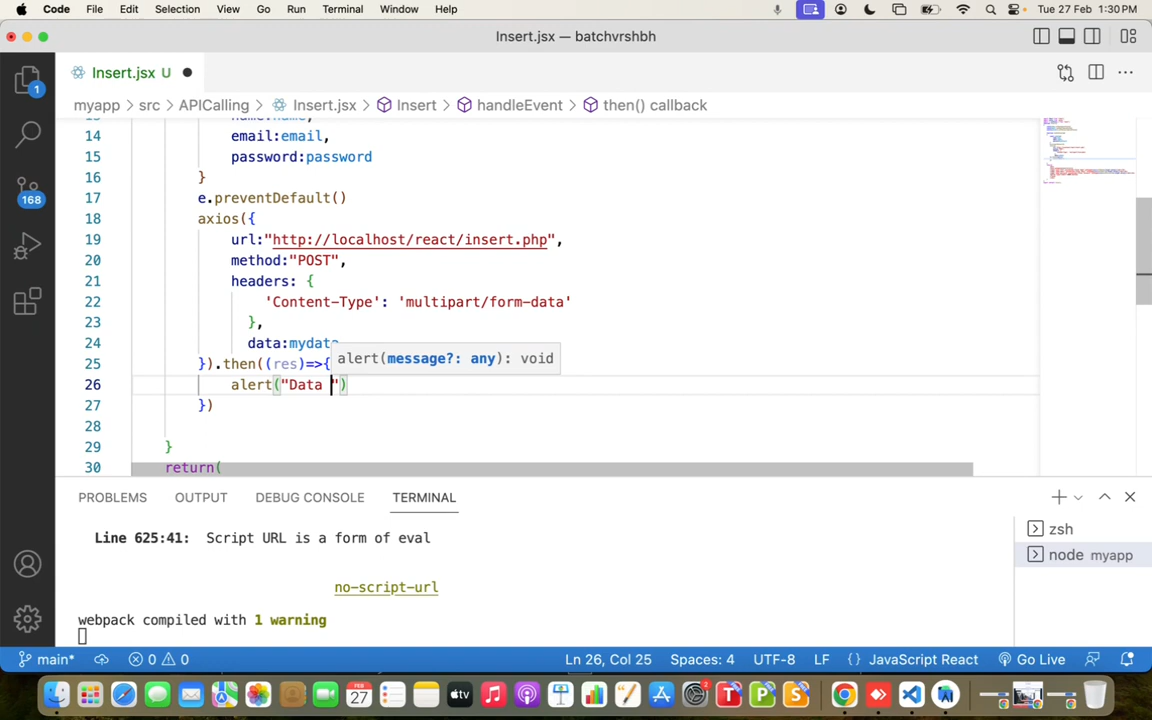 Code File Edit Selection View Go Run Terminal Window Help Tue 27 Feb 1:30 PM
Insert.jsx — batchvrshbh
1
Insert.jsx U
myapp > src > APICalling > Insert.jsx > Insert > handleEvent > then() callback
14 email:email,
15 password:password
16 }
17 e.preventDefault()
18 axios({
19 url:"http://localhost/react/insert.php",
20 method:"POST",
21 headers: {
22 'Content-Type': 'multipart/form-data'
23 },
24 data:mydata
alert(message?: any): void
25 }).then((res)=>{
26 alert("Data ")
27 })
28
29 }
30 return(
168
PROBLEMS OUTPUT DEBUG CONSOLE TERMINAL
zsh
node myapp
Line 625:41: Script URL is a form of eval
no-script-url
webpack compiled with 1 warning
main* 0 0 Ln 26, Col 25 Spaces: 4 UTF-8 LF {} JavaScript React Go Live
FEB
27
tv
T P S
2